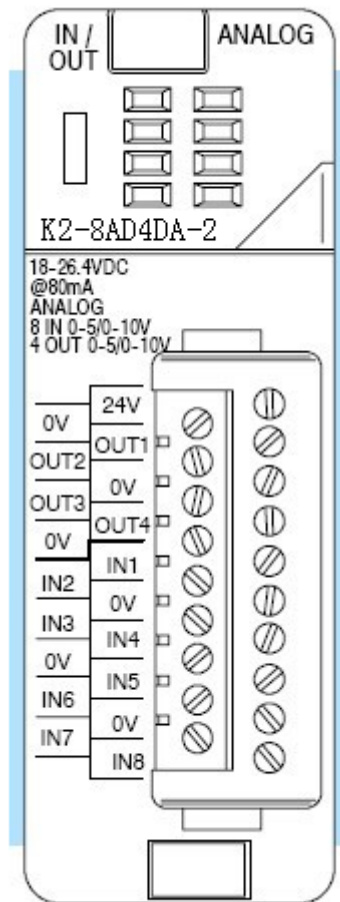 IN / OUT
ANALOG
K2-8AD4DA-2
18-26.4VDC
@80mA
ANALOG
8 IN 0-5/0-10V
4 OUT 0-5/0-10V
24V
0V
OUT1
OUT2
0V
OUT3
OUT4
0V
IN1
IN2
0V
IN3
IN4
0V
IN5
IN6
0V
IN7
IN8